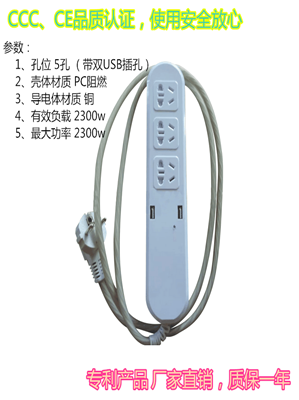 CCC、CE品质认证，使用安全放心
参数：
1、孔位 5孔 （带双USB插孔 ）
2、壳体材质 PC阻燃
3、导电体材质 铜
4、有效负载 2300w
5、最大功率 2300w
专利产品 厂家直销，质保一年